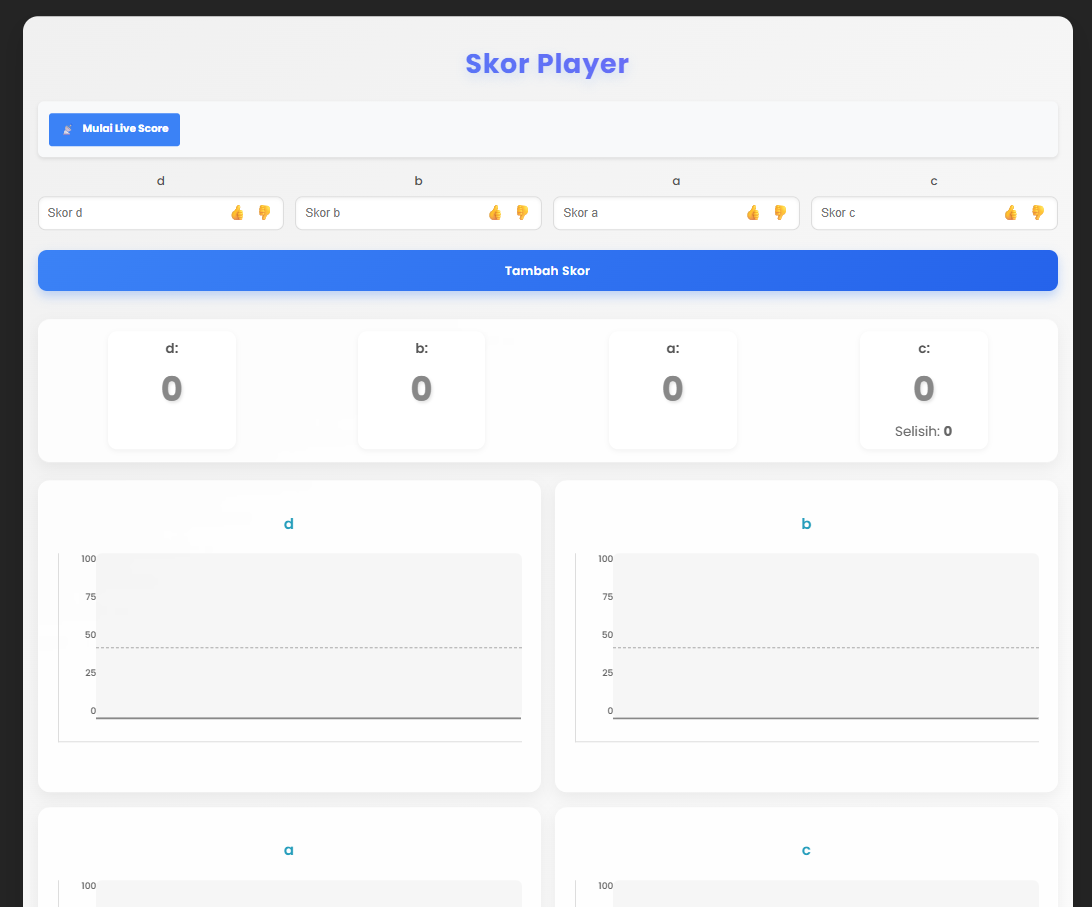 Skor Player
Mulai Live Score
d b a c
Skor d Skor b Skor a Skor c
Tambah Skor
d: b: a: c:
0 0 0 0
Selisih: 0
d
100
75
50
25
0
b
100
75
50
25
0
a
100
c
100